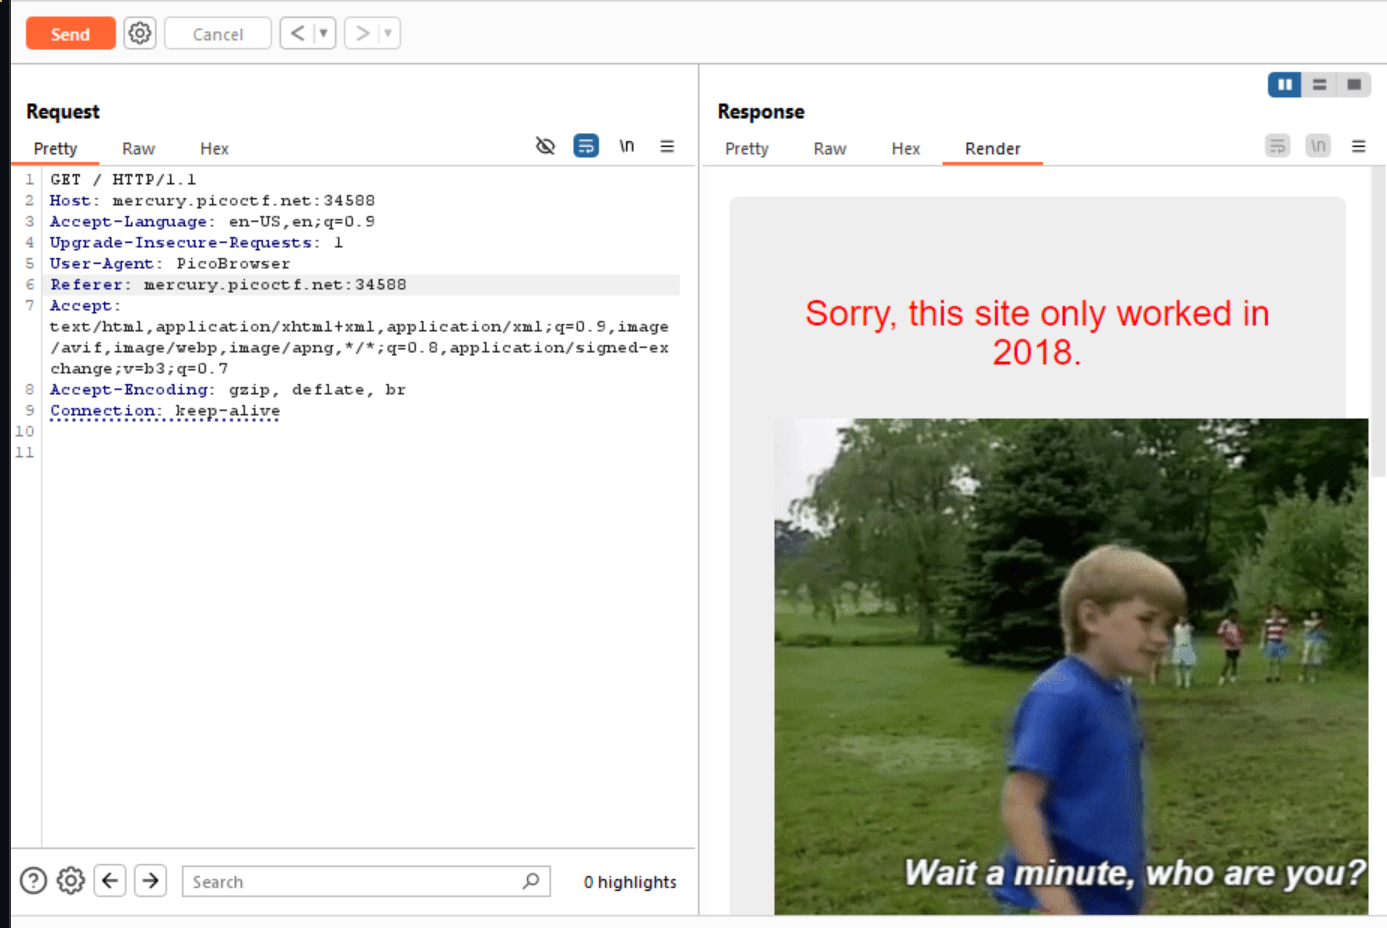 Send
Cancel
Request
Pretty Raw Hex
\n
1 GET / HTTP/1.1
2 Host: mercury.picoctf.net:34588
3 Accept-Language: en-US,en;q=0.9
4 Upgrade-Insecure-Requests: 1
5 User-Agent: PicoBrowser
6 Referer: mercury.picoctf.net:34588
7 Accept:
text/html,application/xhtml+xml,application/xml;q=0.9,image
/avif,image/webp,image/apng,*/*;q=0.8,application/signed-ex
change;v=b3;q=0.7
8 Accept-Encoding: gzip, deflate, br
9 Connection: keep-alive
10
11
Search
0 highlights
Response
Pretty Raw Hex Render
\n
Sorry, this site only worked in
2018.
Wait a minute, who are you?